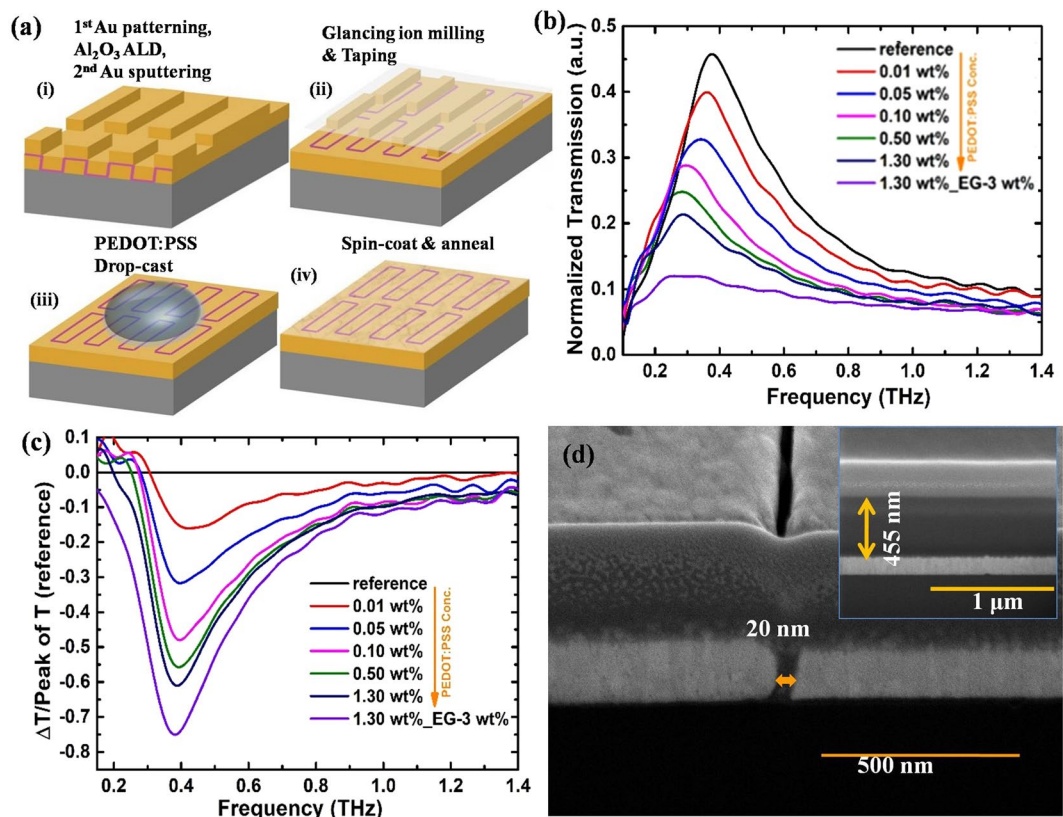 (a)
1st Au patterning,
Al2O3 ALD,
2nd Au sputtering
(i)
Glancing ion milling
& Taping
(ii)
PEDOT:PSS
Drop-cast
(iii)
Spin-coat & anneal
(iv)
(b)
Normalized Transmission (a.u.)
0.5
0.4
0.3
0.2
0.1
0.0
reference
0.01 wt%
0.05 wt%
0.10 wt%
0.50 wt%
1.30 wt%
1.30 wt%_EG-3 wt%
PEDOT:PSS Conc.
0.2 0.4 0.6 0.8 1.0 1.2 1.4
Frequency (THz)
(c)
ΔT/Peak of T (reference)
0.1
0.0
-0.1
-0.2
-0.3
-0.4
-0.5
-0.6
-0.7
-0.8
reference
0.01 wt%
0.05 wt%
0.10 wt%
0.50 wt%
1.30 wt%
1.30 wt%_EG-3 wt%
PEDOT:PSS Conc.
0.2 0.4 0.6 0.8 1.0 1.2 1.4
Frequency (THz)
(d)
455 nm
1 μm
20 nm
500 nm